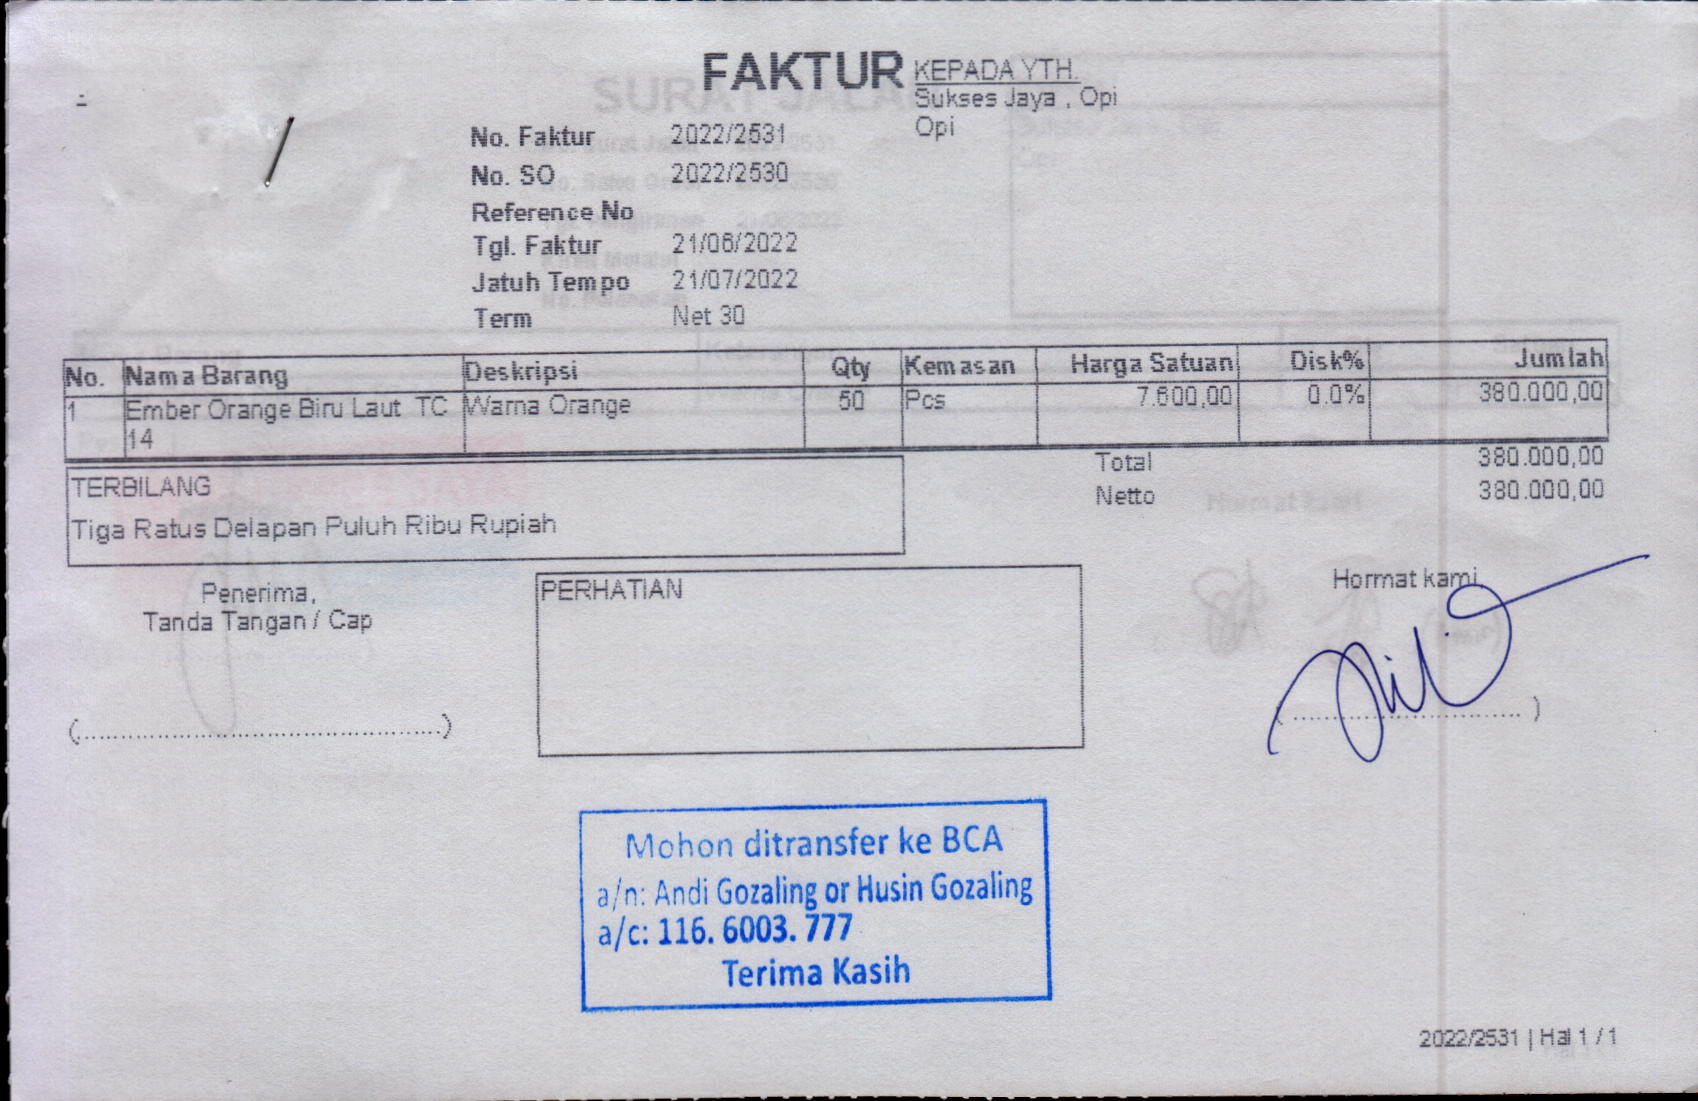 FAKTUR
KEPADA YTH.
Sukses Jaya , Opi
Opi
No. Faktur 2022/2531
No. SO 2022/2530
Reference No
Tgl. Faktur 21/06/2022
Jatuh Tempo 21/07/2022
Term Net 30
No. Nama Barang Deskripsi Qty Kemasan Harga Satuan Disk% Jumlah
1 Ember Orange Biru Laut TC Warna Orange 50 Pcs 7.600,00 0.0% 380.000,00
14
Total 380.000,00
Netto 380.000,00
TERBILANG
Tiga Ratus Delapan Puluh Ribu Rupiah
Penerima,
Tanda Tangan / Cap
(................................................)
PERHATIAN
Hormat kami
(................................ )
Mohon ditransfer ke BCA
a/n: Andi Gozaling or Husin Gozaling
a/c: 116. 6003. 777
Terima Kasih
2022/2531 | Hal 1 / 1